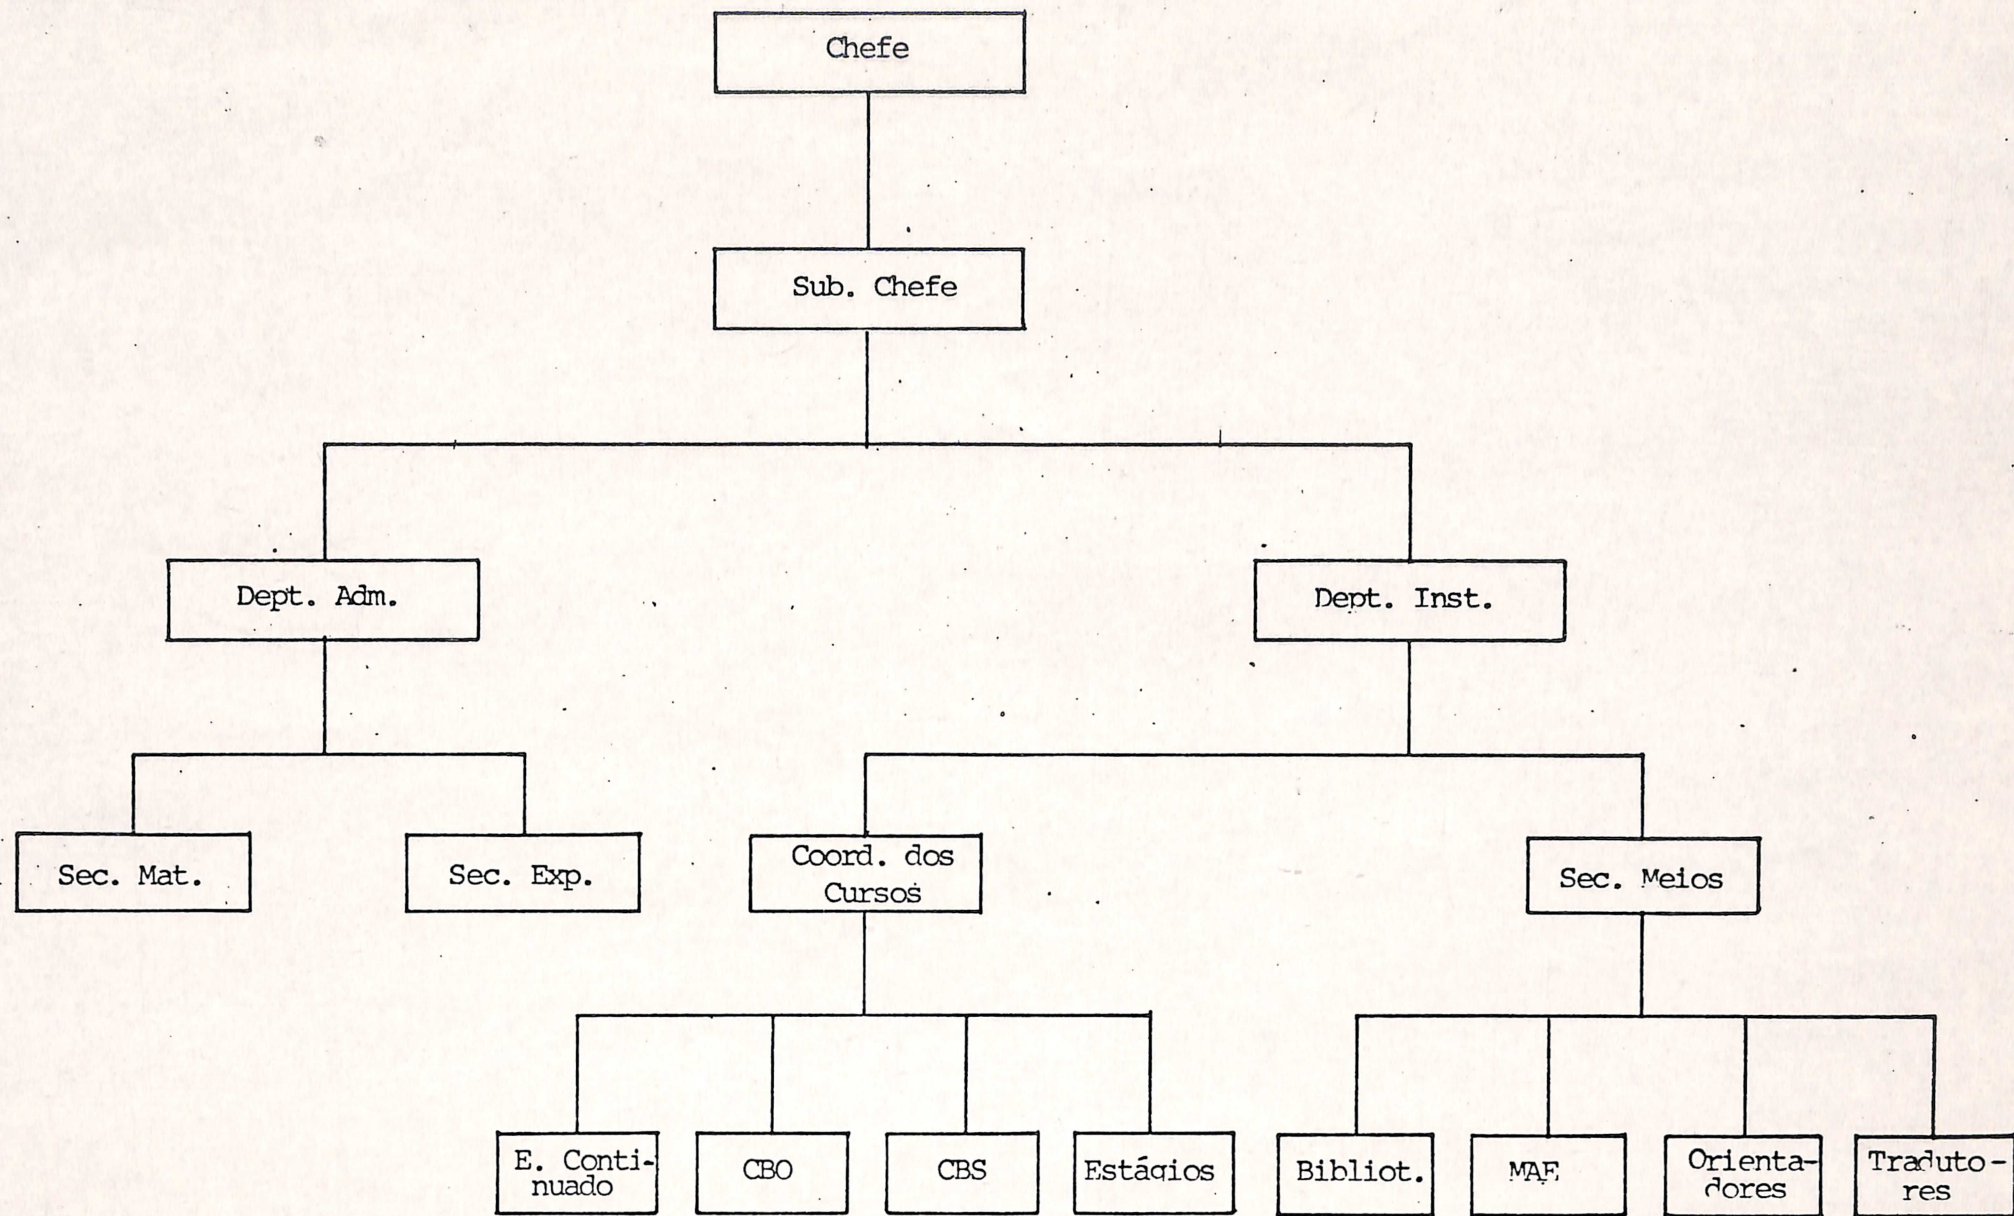 Chefe
Sub. Chefe
Dept. Adm.
Dept. Inst.
Sec. Mat.
Sec. Exp.
Coord. dos
Cursos
Sec. Meios
E. Conti-
nuado
CBO
CBS
Estágios
Bibliot.
MAE
Orienta-
dores
Traduto-
res